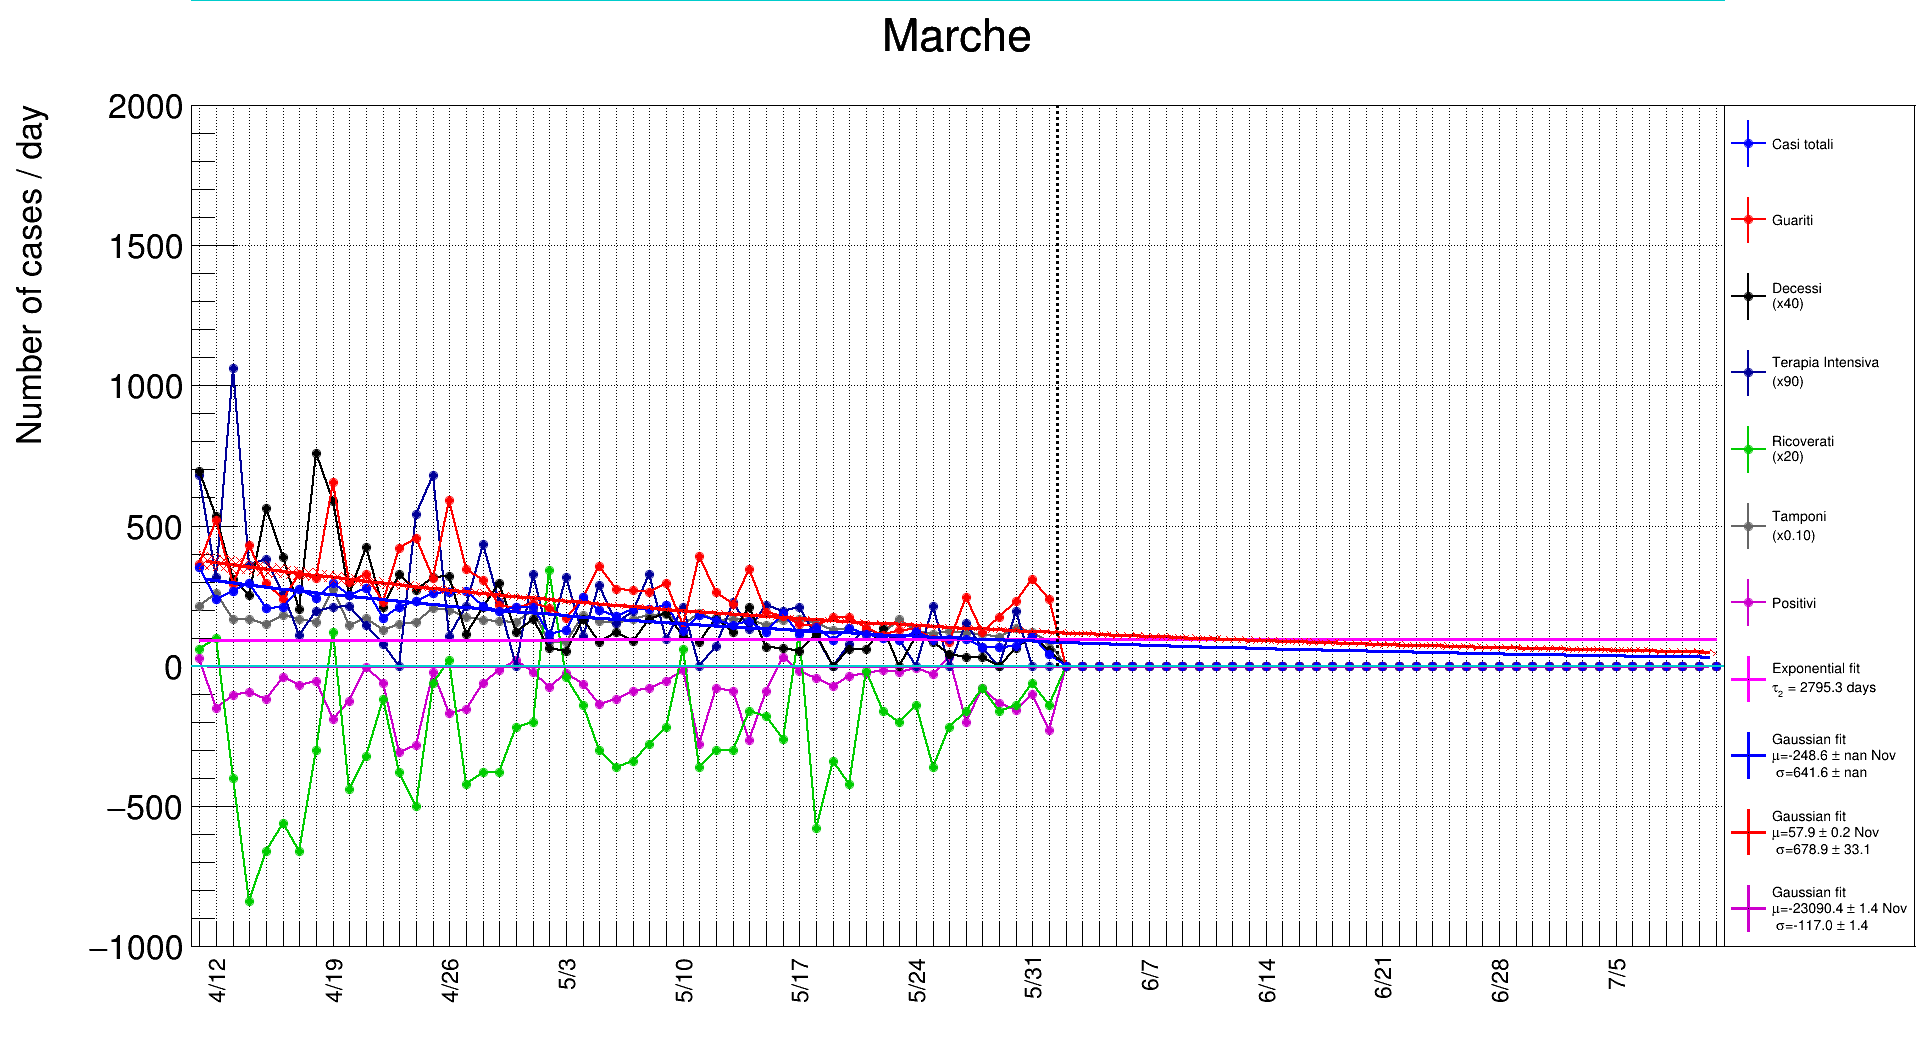 Marche
Number of cases / day
2000
1500
1000
500
0
−500
−1000
4/12
4/19
4/26
5/3
5/10
5/17
5/24
5/31
6/7
6/14
6/21
6/28
7/5
Casi totali
Guariti
Decessi
(x40)
Terapia Intensiva
(x90)
Ricoverati
(x20)
Tamponi
(x0.10)
Positivi
Exponential fit
τ₂ = 2795.3 days
Gaussian fit
μ=-248.6 ± nan Nov
σ=641.6 ± nan
Gaussian fit
μ=57.9 ± 0.2 Nov
σ=678.9 ± 33.1
Gaussian fit
μ=-23090.4 ± 1.4 Nov
σ=-117.0 ± 1.4